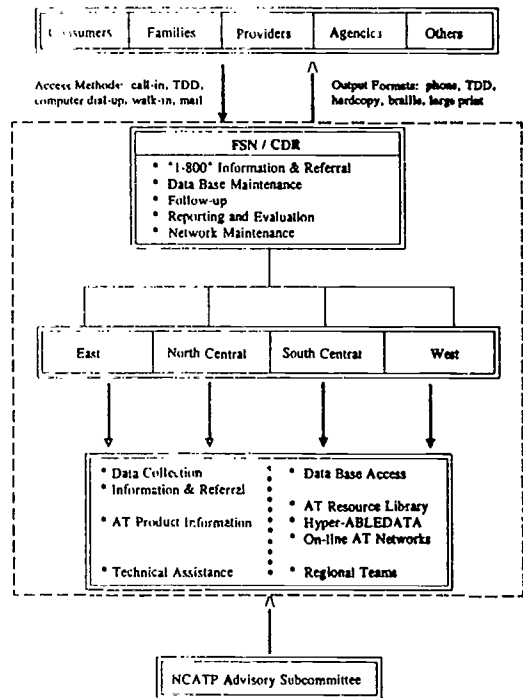 Consumers Families Providers Agencies Others
Access Methods: call-in, TDD,
computer dial-up, walk-in, mail
Output Formats: phone, TDD,
hardcopy, braille, large print
FSN / CDR
* "1-800" Information & Referral
* Data Base Maintenance
* Follow-up
* Reporting and Evaluation
* Network Maintenance
East North Central South Central West
* Data Collection
* Information & Referral
* AT Product Information
* Technical Assistance
* Data Base Access
* AT Resource Library
* Hyper-ABLEDATA
* On-line AT Networks
* Regional Teams
NCATP Advisory Subcommittee